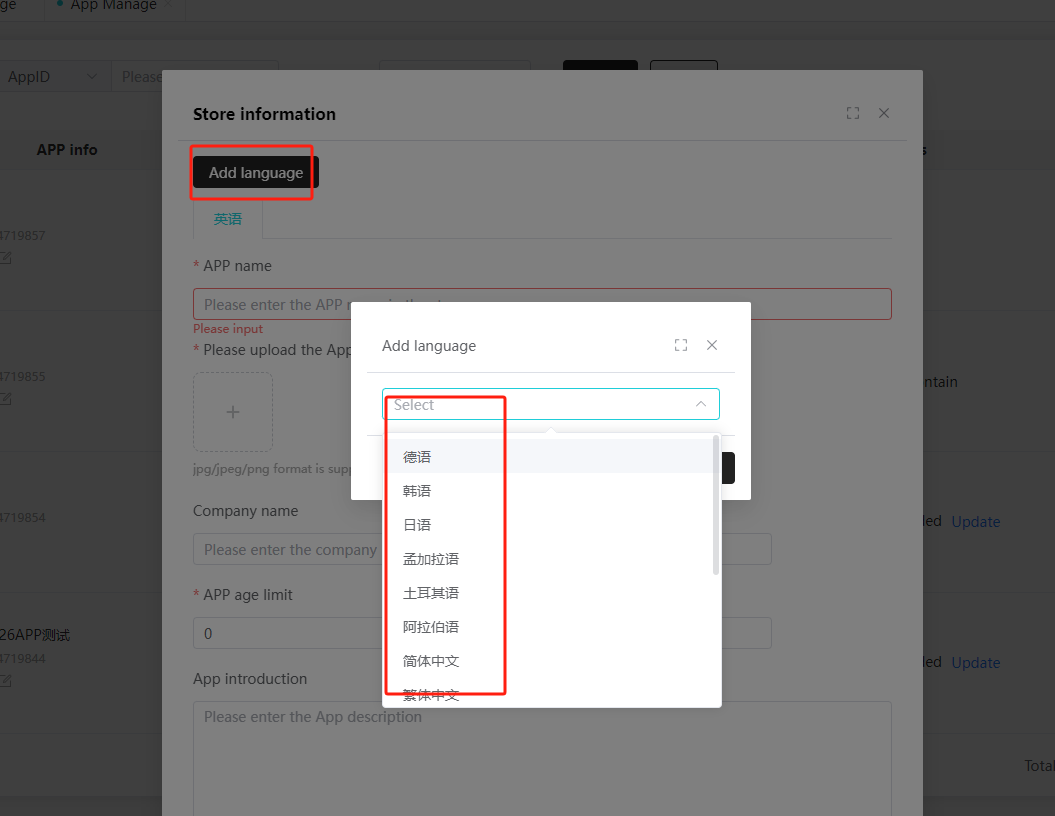 ge
App Manage
AppID
Please
Store information
APP info
Add language
英语
4719857
* APP name
Please enter the APP
Please input
* Please upload the App
Add language
Select
4719855
ntain
jpg/jpeg/png format is supp
德语
韩语
日语
孟加拉语
土耳其语
阿拉伯语
简体中文
繁体中文
Company name
4719854
led Update
Please enter the company
* APP age limit
0
26APP测试
4719844
led Update
App introduction
Please enter the App description
Total